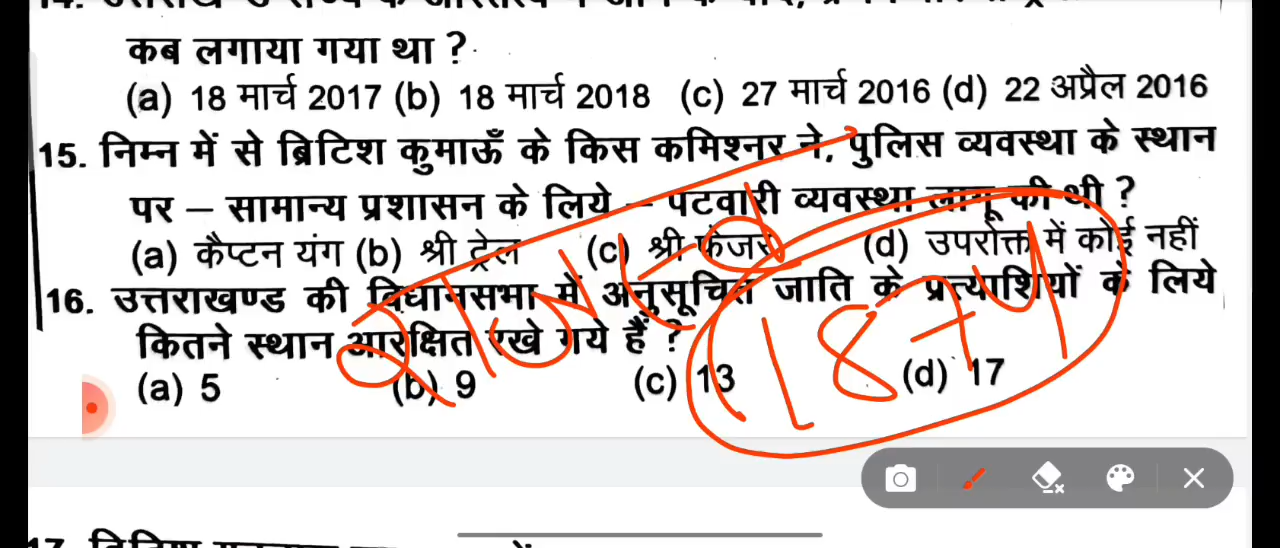 कब लगाया गया था ?
(a) 18 मार्च 2017 (b) 18 मार्च 2018 (c) 27 मार्च 2016 (d) 22 अप्रैल 2016
15. निम्न में से ब्रिटिश कुमाऊँ के किस कमिश्नर ने, पुलिस व्यवस्था के स्थान
पर – सामान्य प्रशासन के लिये – पटवारी व्यवस्था लागू की थी ?
(a) कैप्टन यंग (b) श्री ट्रेल (c) श्री फ्रेजर (d) उपरोक्त में कोई नहीं
16. उत्तराखण्ड की विधानसभा में अनुसूचित जाति के प्रत्याशियों के लिये
कितने स्थान आरक्षित रखे गये हैं ?
(a) 5 (b) 9 (c) 13 (d) 17
1874